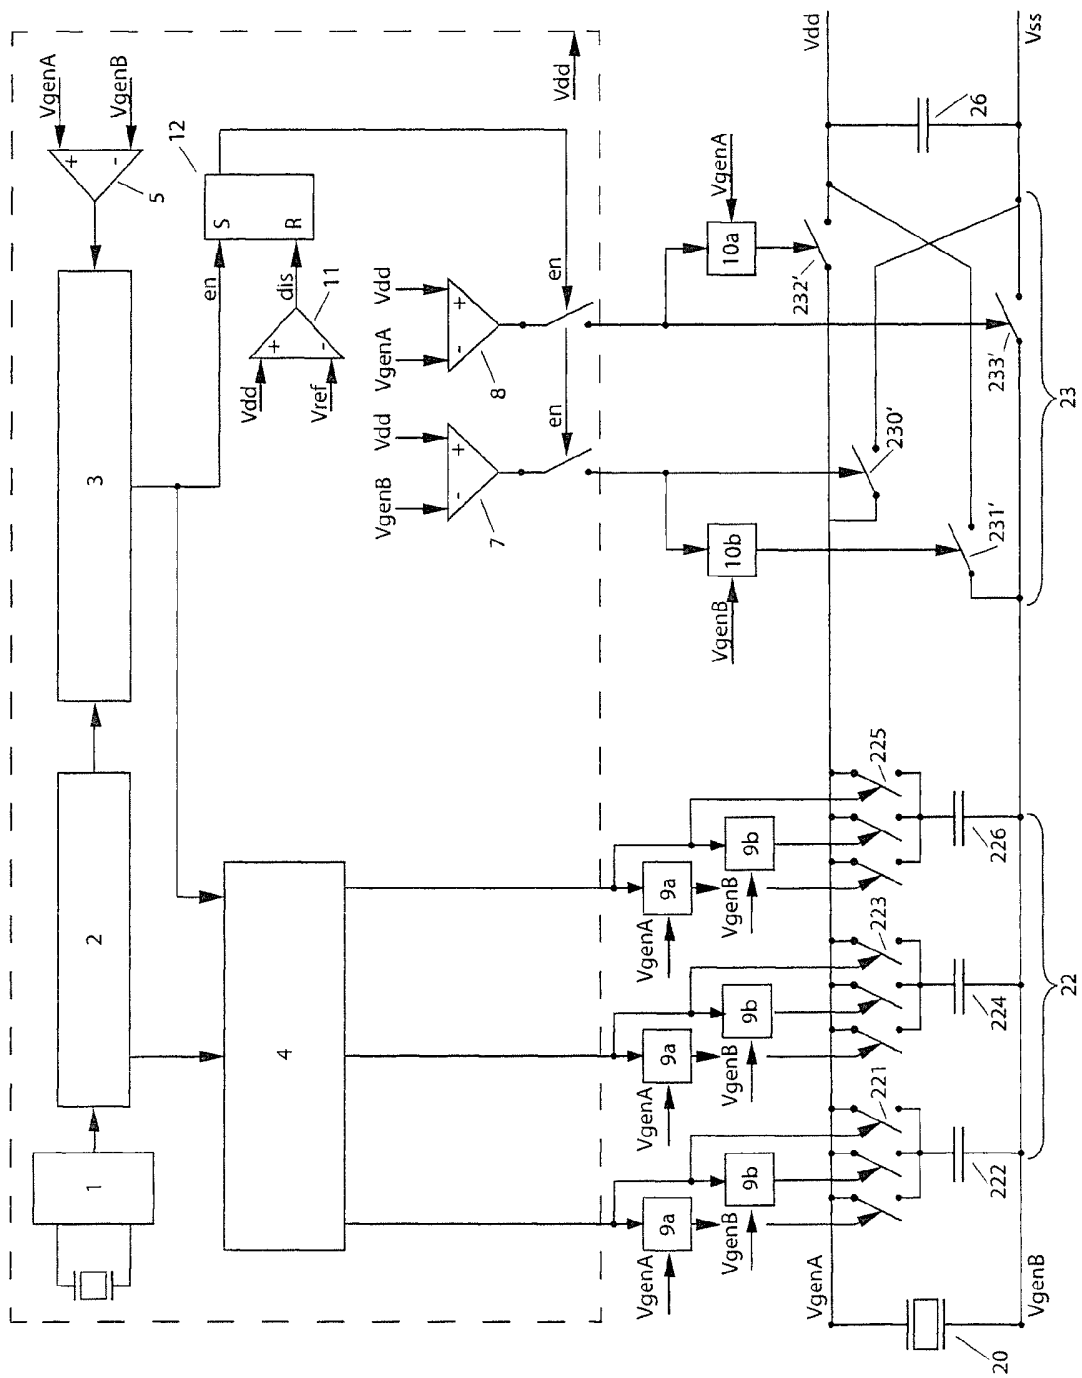 VgenA
VgenB
+
-
5
12
3
S
R
en
dis
11
+
-
Vdd
Vref
Vdd
2
1
4
VgenA
Vdd
-
+
8
en
VgenB
Vdd
-
+
7
en
10a
VgenA
10b
VgenB
232'
233'
230'
231'
23
Vdd
Vss
26
9a
VgenA
9b
VgenB
225
226
9a
VgenA
9b
VgenB
223
224
9a
VgenA
9b
VgenB
221
222
22
VgenA
VgenB
20